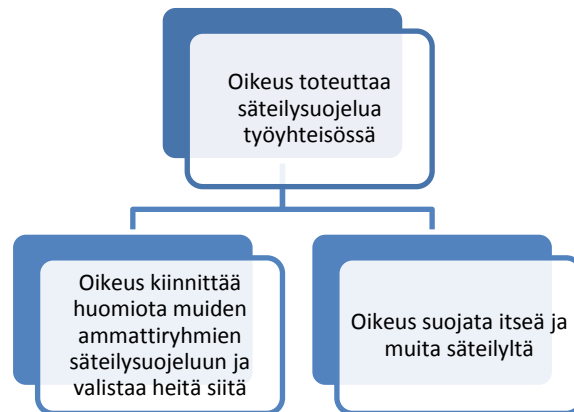 Oikeus toteuttaa
säteilysuojelua
työyhteisössä
Oikeus kiinnittää
huomiota muiden
ammattiryhmien
säteilysuojeluun ja
valistaa heitä siitä
Oikeus suojata itseä ja
muita säteilyltä